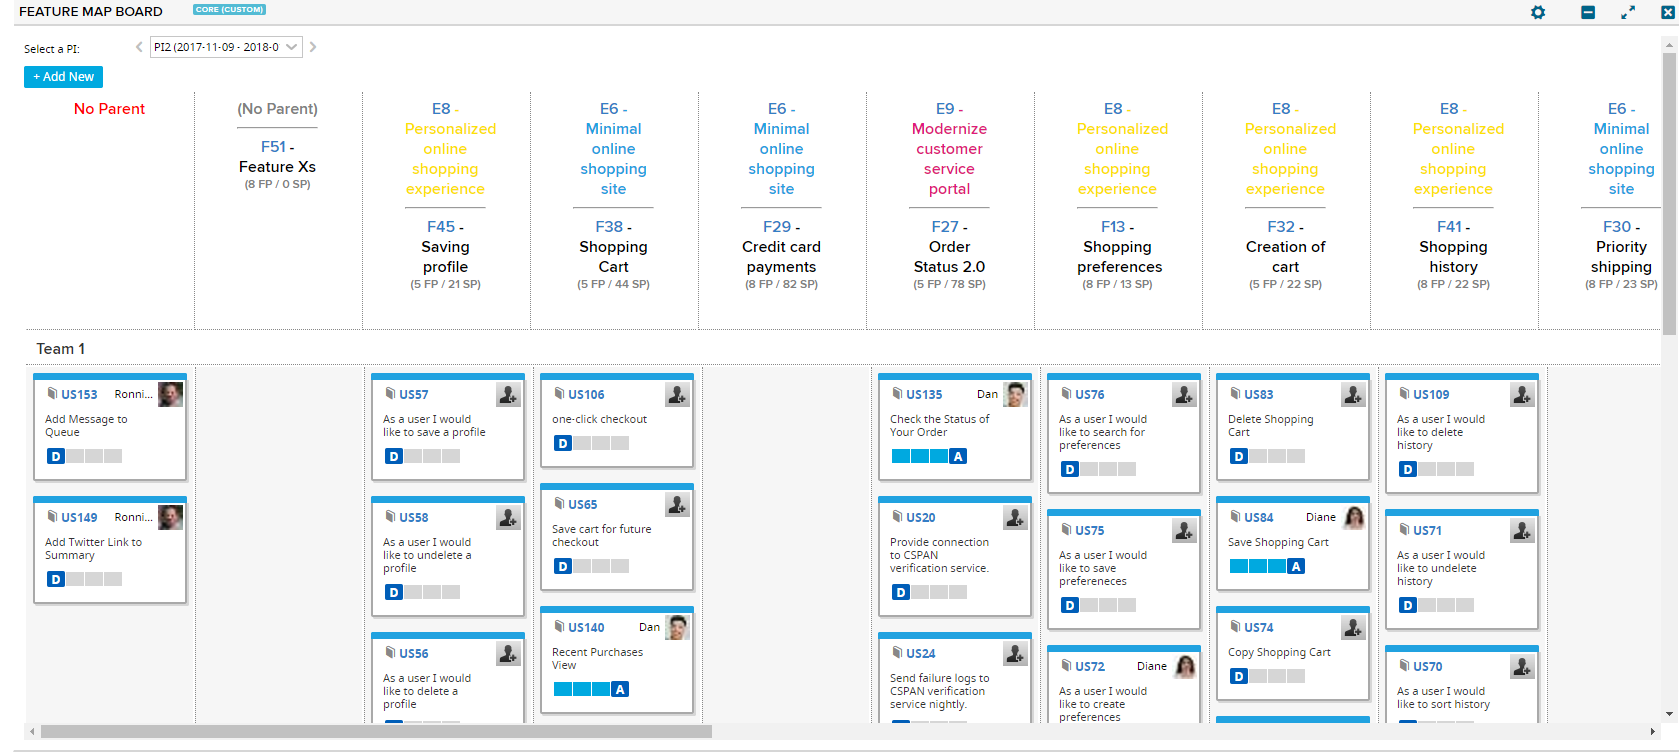 FEATURE MAP BOARD
CORE (CUSTOM)
Select a PI:
PI2 (2017-11-09 - 2018-0
+ Add New
No Parent
(No Parent)
F51 -
Feature Xs
(8 FP / 0 SP)
E8 -
Personalized
online
shopping
experience
F45 -
Saving
profile
(5 FP / 21 SP)
E6 -
Minimal
online
shopping
site
F38 -
Shopping
Cart
(5 FP / 44 SP)
E6 -
Minimal
online
shopping
site
F29 -
Credit card
payments
(8 FP / 82 SP)
E9 -
Modernize
customer
service
portal
F27 -
Order
Status 2.0
(5 FP / 78 SP)
E8 -
Personalized
online
shopping
experience
F13 -
Shopping
preferences
(8 FP / 13 SP)
E8 -
Personalized
online
shopping
experience
F32 -
Creation of
cart
(5 FP / 22 SP)
E8 -
Personalized
online
shopping
experience
F41 -
Shopping
history
(8 FP / 22 SP)
E6 -
Minimal
online
shopping
site
F30 -
Priority
shipping
(8 FP / 23 SP)
Team 1
US153 Ronni...
Add Message to
Queue
D
US149 Ronni...
Add Twitter Link to
Summary
D
US57
As a user I would
like to save a profile
D
US58
As a user I would
like to undelete a
profile
D
US56
As a user I would
like to delete a
profile
US106
one-click checkout
D
US65
Save cart for future
checkout
D
US140 Dan
Recent Purchases
View
A
US135 Dan
Check the Status of
Your Order
A
US20
Provide connection
to CSPAN
verification service.
D
US24
Send failure logs to
CSPAN verification
service nightly.
US76
As a user I would
like to search for
preferences
D
US75
As a user I would
like to save
prefereneces
D
US72 Diane
As a user I would
like to create
preferences
US83
Delete Shopping
Cart
D
US84 Diane
Save Shopping Cart
A
US74
Copy Shopping Cart
D
US109
As a user I would
like to delete
history
D
US71
As a user I would
like to undelete
history
D
US70
As a user I would
like to sort history